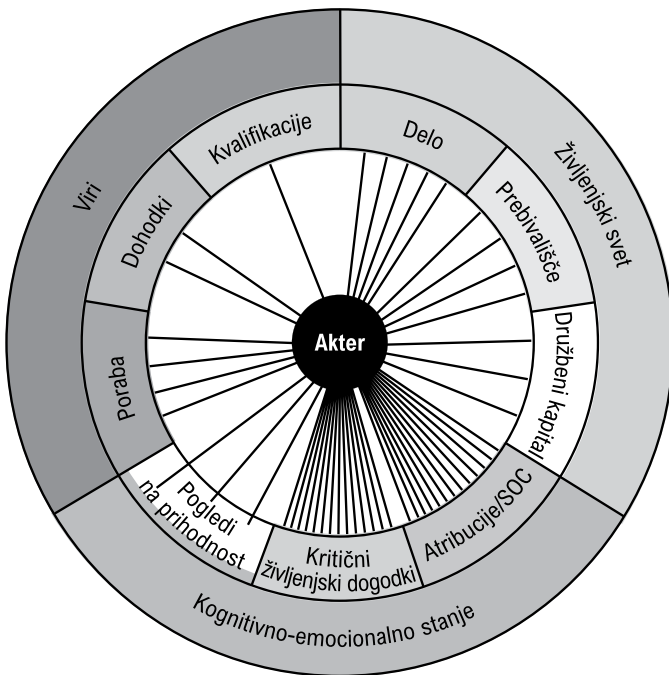 Viri
Življenjski svet
Kognitivno-emocionalno stanje
Kvalifikacije
Delo
Prebivališče
Družbeni kapital
Atribucije/SOC
Kritični
življenjski dogodki
Pogledi
na prihodnost
Poraba
Dohodki
Akter